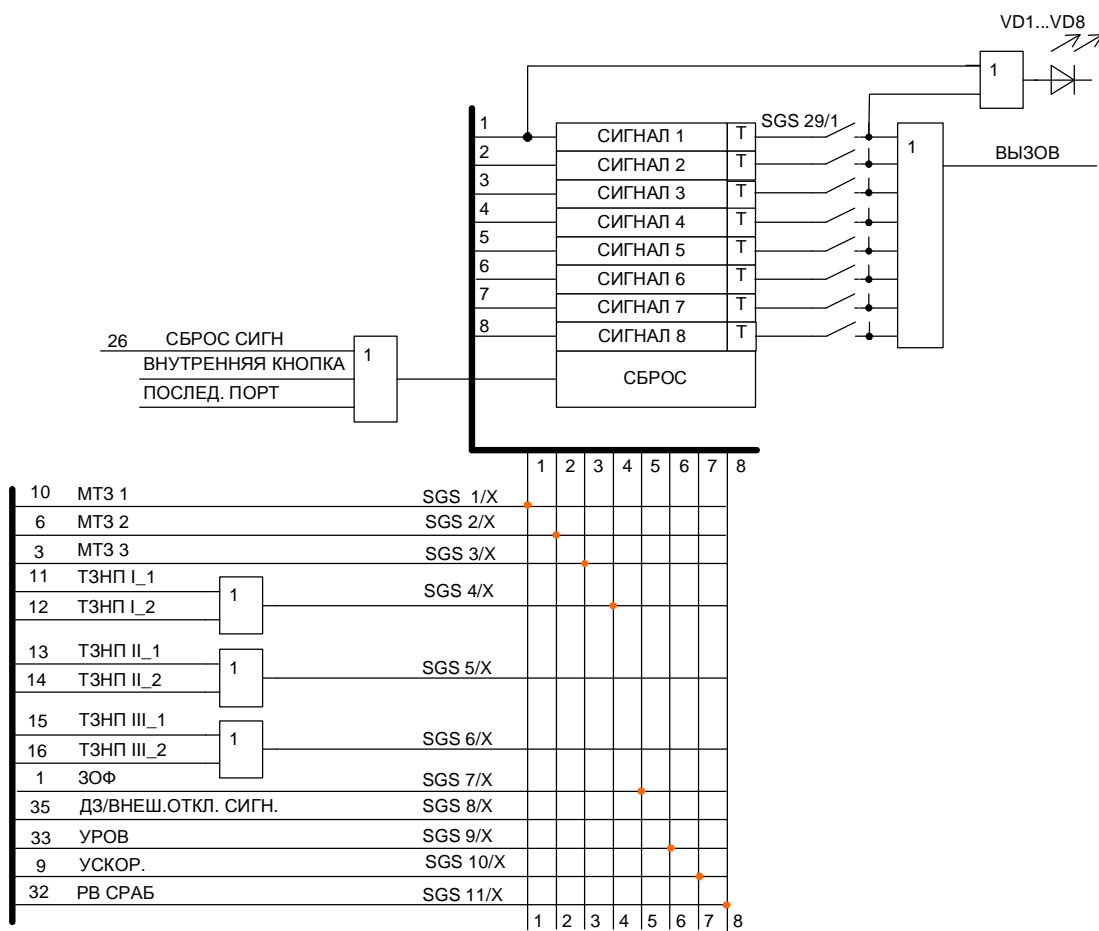 VD1...VD8
1
1
СИГНАЛ 1
T
SGS 29/1
1
ВЫЗОВ
2
СИГНАЛ 2
T
3
СИГНАЛ 3
T
4
СИГНАЛ 4
T
5
СИГНАЛ 5
T
6
СИГНАЛ 6
T
7
СИГНАЛ 7
T
8
СИГНАЛ 8
T
26 СБРОС СИГН
1
ВНУТРЕННЯЯ КНОПКА
ПОСЛЕД. ПОРТ
СБРОС
1 2 3 4 5 6 7 8
10 МТЗ 1 SGS 1/X
6 МТЗ 2 SGS 2/X
3 МТЗ 3 SGS 3/X
11 ТЗНП I_1
1
SGS 4/X
12 ТЗНП I_2
13 ТЗНП II_1
1
SGS 5/X
14 ТЗНП II_2
15 ТЗНП III_1
1
SGS 6/X
16 ТЗНП III_2
1 ЗОФ SGS 7/X
35 ДЗ/ВНЕШ.ОТКЛ. СИГН. SGS 8/X
33 УРОВ SGS 9/X
9 УСКОР. SGS 10/X
32 РВ СРАБ SGS 11/X
1 2 3 4 5 6 7 8